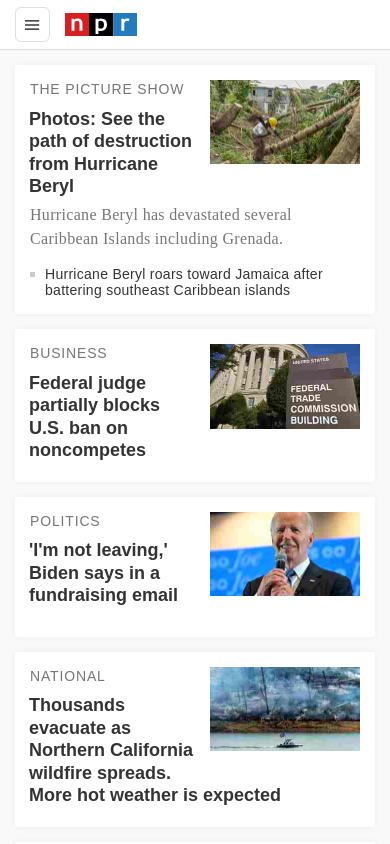 npr
THE PICTURE SHOW
Photos: See the
path of destruction
from Hurricane
Beryl
Hurricane Beryl has devastated several
Caribbean Islands including Grenada.
Hurricane Beryl roars toward Jamaica after
battering southeast Caribbean islands
BUSINESS
Federal judge
partially blocks
U.S. ban on
noncompetes
UNITED STATES
FEDERAL
TRADE
COMMISSION
BUILDING
POLITICS
'I'm not leaving,'
Biden says in a
fundraising email
Joe
NATIONAL
Thousands
evacuate as
Northern California
wildfire spreads.
More hot weather is expected